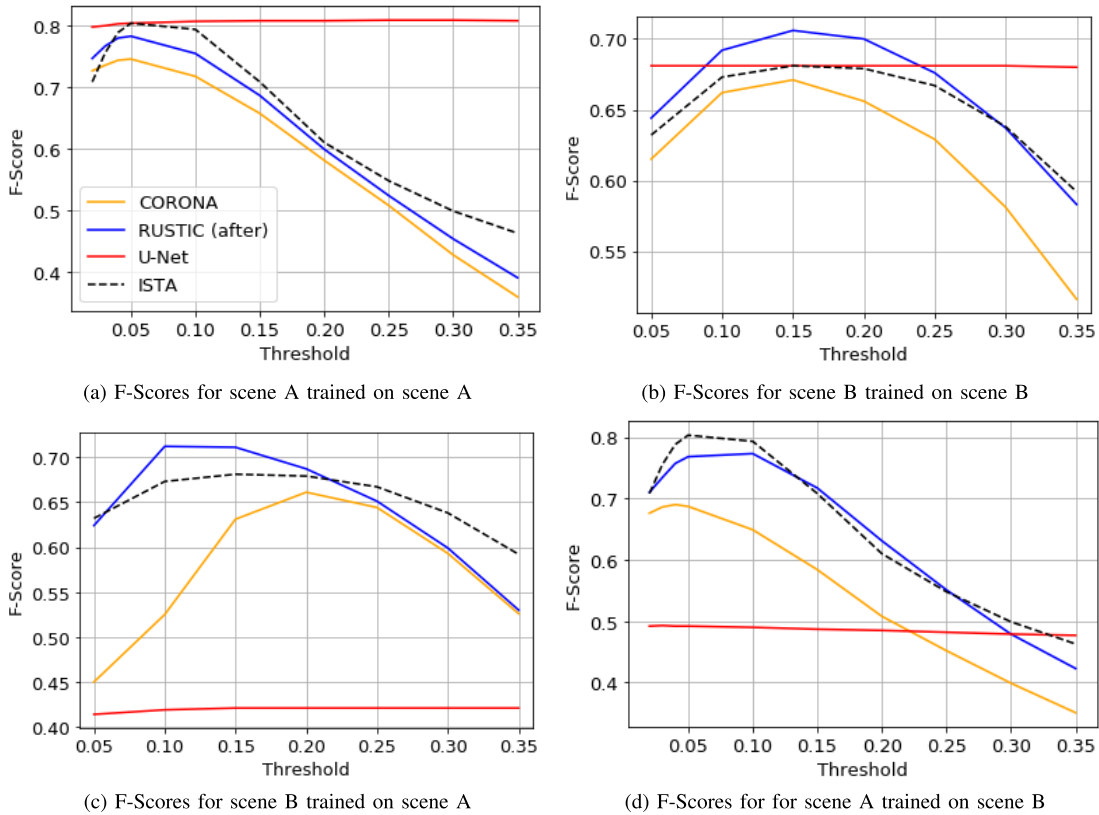 0.8
0.7
0.6
0.5
0.4
F-Score
CORONA
RUSTIC (after)
U-Net
ISTA
0.05 0.10 0.15 0.20 0.25 0.30 0.35
Threshold
(a) F-Scores for scene A trained on scene A
0.70
0.65
0.60
0.55
F-Score
0.05 0.10 0.15 0.20 0.25 0.30 0.35
Threshold
(b) F-Scores for scene B trained on scene B
0.70
0.65
0.60
0.55
0.50
0.45
0.40
F-Score
0.05 0.10 0.15 0.20 0.25 0.30 0.35
Threshold
(c) F-Scores for scene B trained on scene A
0.8
0.7
0.6
0.5
0.4
F-Score
0.05 0.10 0.15 0.20 0.25 0.30 0.35
Threshold
(d) F-Scores for for scene A trained on scene B